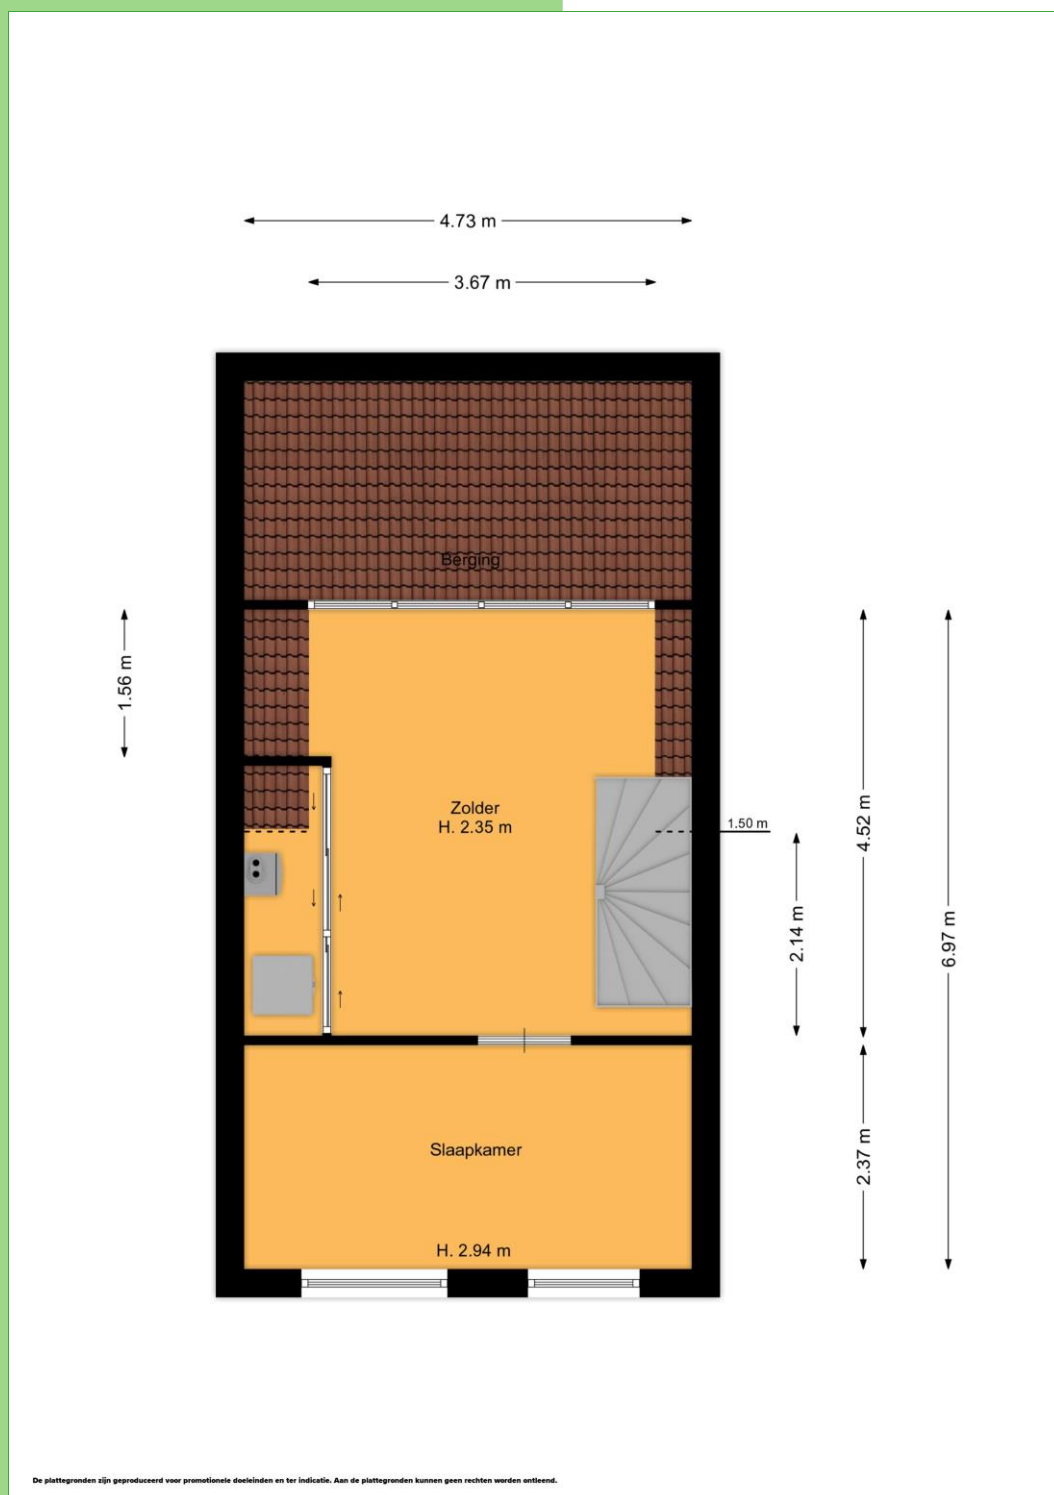 4.73 m
3.67 m
Berging
1.56 m
Zolder
H. 2.35 m
1.50 m
4.52 m
2.14 m
6.97 m
Slaapkamer
2.37 m
H. 2.94 m
De plattegronden zijn geproduceerd voor promotionele doeleinden en ter indicatie. Aan de plattegronden kunnen geen rechten worden ontleend.